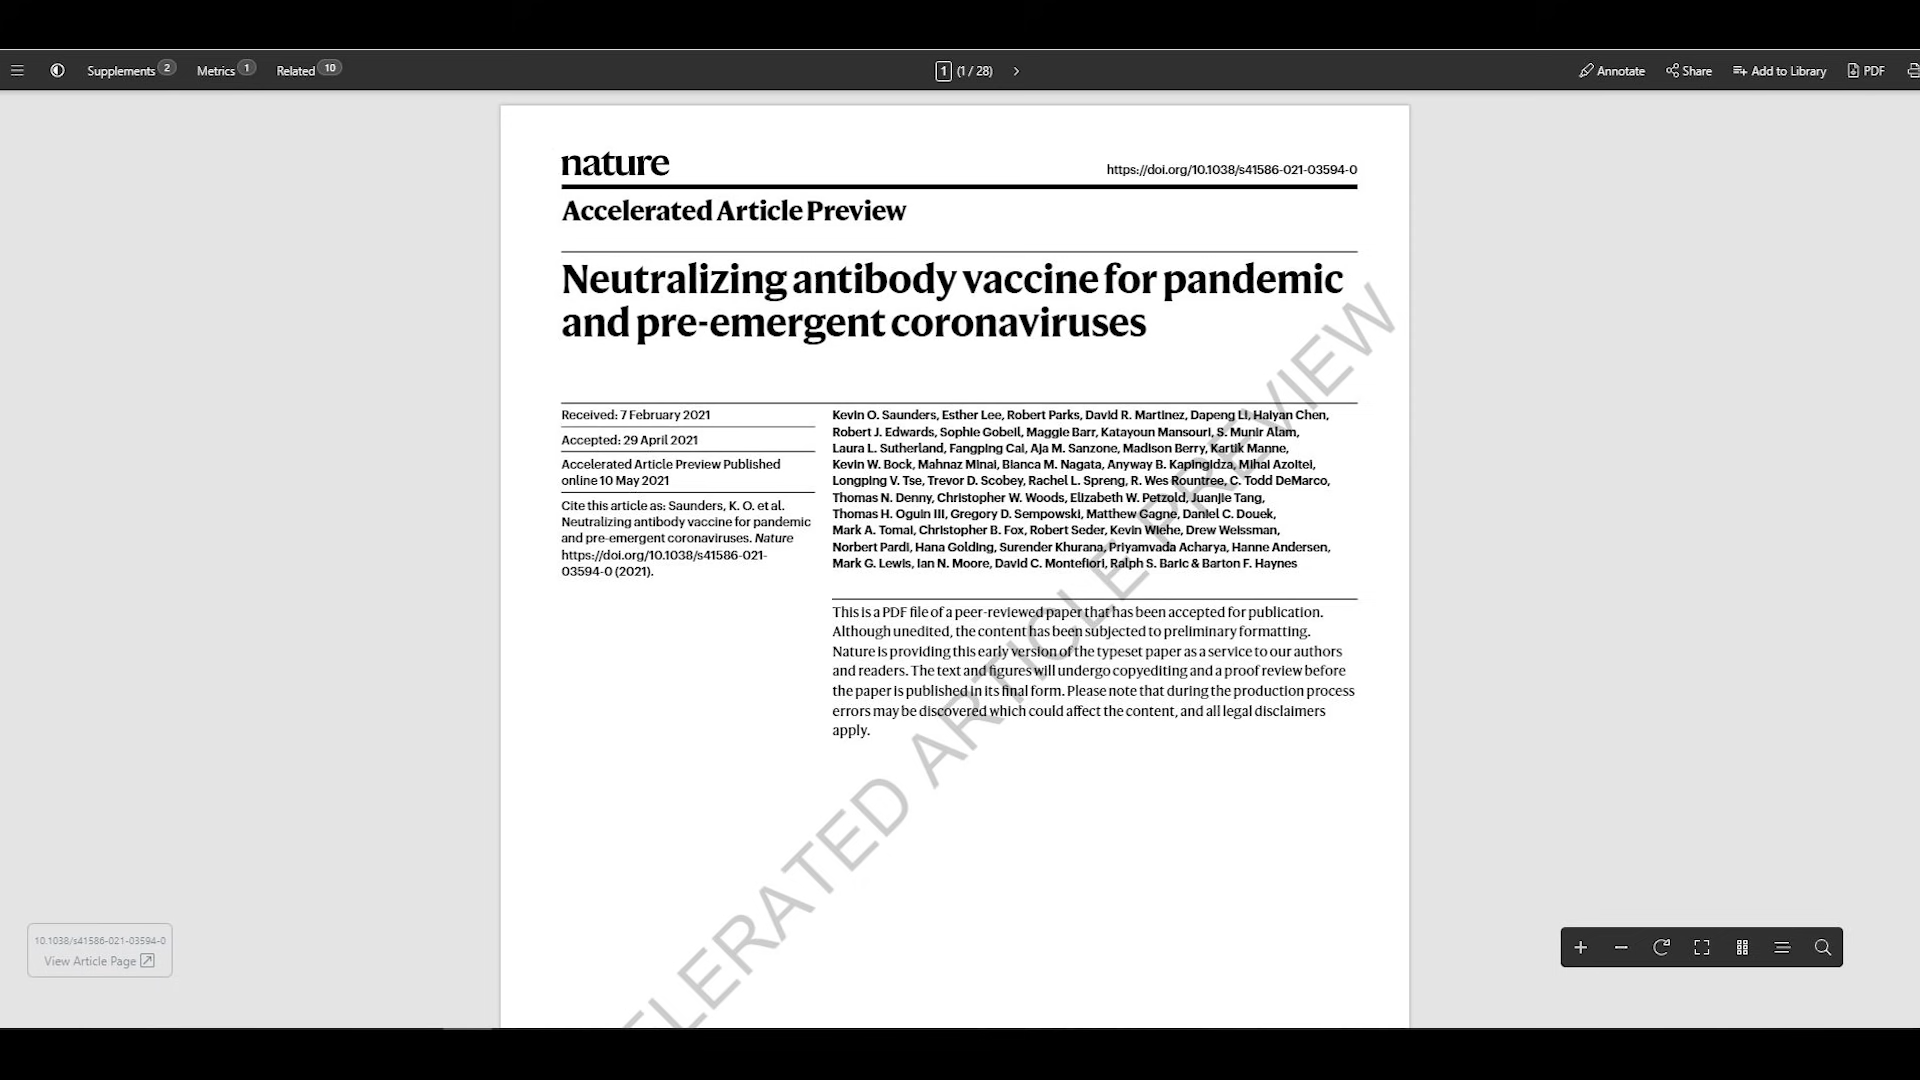 Supplements 2 Metrics 1 Related 10 1 (1 / 28) Annotate Share Add to Library PDF
nature
https://doi.org/10.1038/s41586-021-03594-0
Accelerated Article Preview
Neutralizing antibody vaccine for pandemic
and pre-emergent coronaviruses
Received: 7 February 2021
Accepted: 29 April 2021
Accelerated Article Preview Published
online 10 May 2021
Cite this article as: Saunders, K. O. et al.
Neutralizing antibody vaccine for pandemic
and pre-emergent coronaviruses. Nature
https://doi.org/10.1038/s41586-021-
03594-0 (2021).
Kevin O. Saunders, Esther Lee, Robert Parks, David R. Martinez, Dapeng Li, Haiyan Chen,
Robert J. Edwards, Sophie Gobeil, Maggie Barr, Katayoun Mansouri, S. Munir Alam,
Laura L. Sutherland, Fangping Cai, Aja M. Sanzone, Madison Berry, Kartik Manne,
Kevin W. Bock, Mahnaz Minai, Bianca M. Nagata, Anyway B. Kapingidza, Mihai Azoitei,
Longping V. Tse, Trevor D. Scobey, Rachel L. Spreng, R. Wes Rountree, C. Todd DeMarco,
Thomas N. Denny, Christopher W. Woods, Elizabeth W. Petzold, Juanjie Tang,
Thomas H. Oguin III, Gregory D. Sempowski, Matthew Gagne, Daniel C. Douek,
Mark A. Tomai, Christopher B. Fox, Robert Seder, Kevin Wiehe, Drew Weissman,
Norbert Pardi, Hana Golding, Surender Khurana, Priyamvada Acharya, Hanne Andersen,
Mark G. Lewis, Ian N. Moore, David C. Montefiori, Ralph S. Baric & Barton F. Haynes
This is a PDF file of a peer-reviewed paper that has been accepted for publication.
Although unedited, the content has been subjected to preliminary formatting.
Nature is providing this early version of the typeset paper as a service to our authors
and readers. The text and figures will undergo copyediting and a proof review before
the paper is published in its final form. Please note that during the production process
errors may be discovered which could affect the content, and all legal disclaimers
apply.
LERATED ARTICLE PREVIEW
10.1038/s41586-021-03594-0
View Article Page